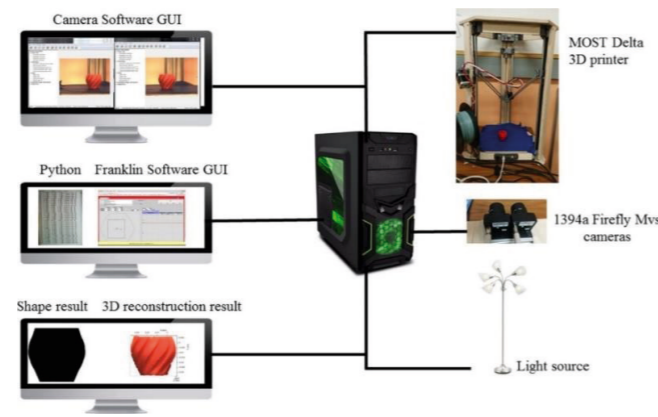 Camera Software GUI
MOST Delta
3D printer
Python Franklin Software GUI
1394a Firefly Mvs
cameras
Shape result 3D reconstruction result
Light source